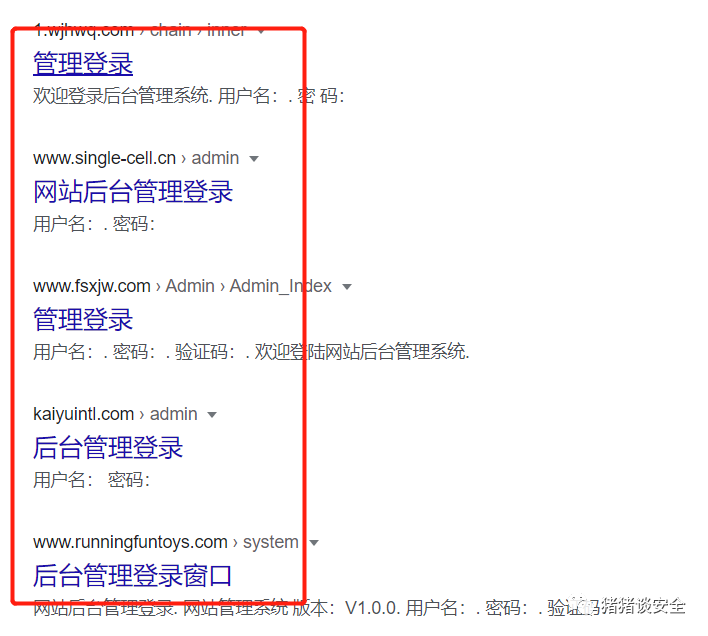 1.wjhwq.com › chain › inner
管理登录
欢迎登录后台管理系统. 用户名：. 密 码：
www.single-cell.cn › admin
网站后台管理登录
用户名：. 密码：
www.fsxjw.com › Admin › Admin_Index
管理登录
用户名：. 密码：. 验证码：. 欢迎登陆网站后台管理系统.
kaiyuintl.com › admin
后台管理登录
用户名： 密码：
www.runningfuntoys.com › system
后台管理登录窗口
网站后台管理登录. 网站管理系统 版本：V1.0.0. 用户名：. 密码：. 验证码
猪猪谈安全